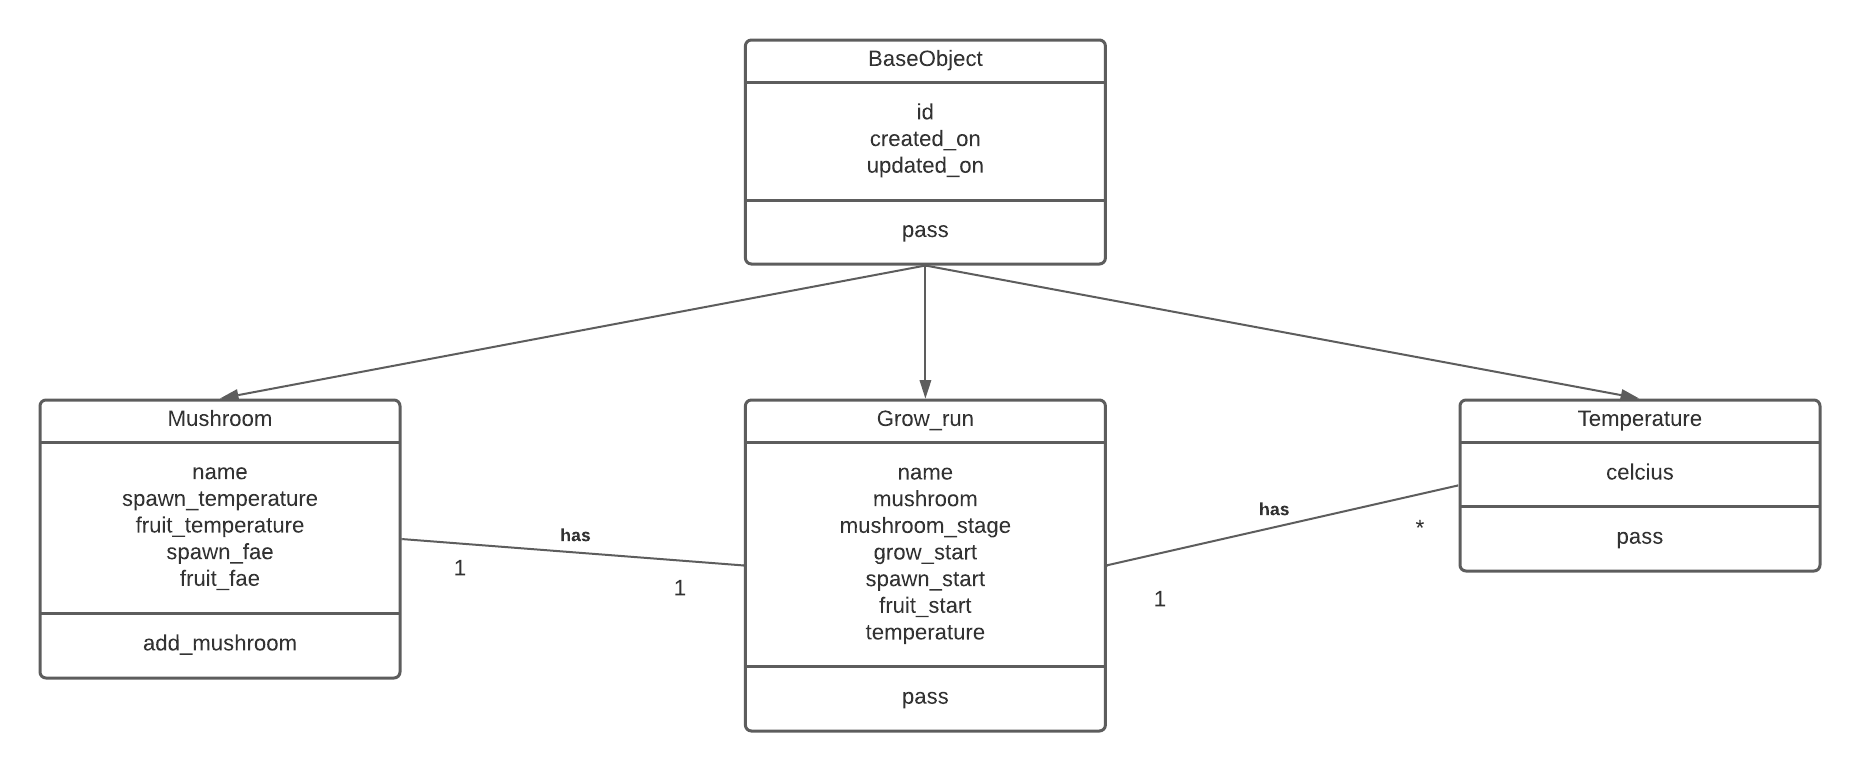 BaseObject
id
created_on
updated_on
pass
Mushroom
name
spawn_temperature
fruit_temperature
spawn_fae
fruit_fae
add_mushroom
has
1
1
Grow_run
name
mushroom
mushroom_stage
grow_start
spawn_start
fruit_start
temperature
pass
has
1
*
Temperature
celcius
pass